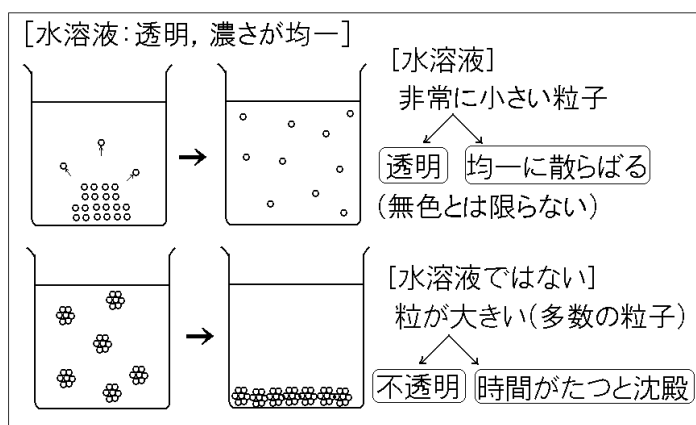 [水溶液:透明,濃さが均一]
[水溶液]
非常に小さい粒子
透明 均一に散らばる
(無色とは限らない)
[水溶液ではない]
粒が大きい(多数の粒子)
不透明 時間がたつと沈殿